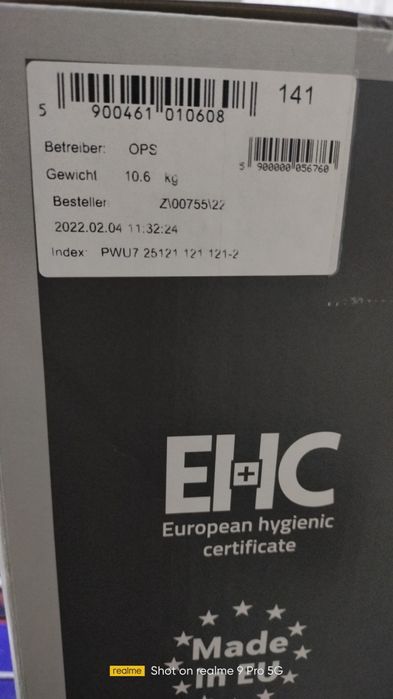 141
5 900461 010608
Betreiber: OPS
5 900000 056760
Gewicht 10.6 kg
Besteller Z\00755\22
2022.02.04 11:32:24
Index: PWU7 25121 121 121-2
EHC
European hygienic
certificate
Made
in EU
realme Shot on realme 9 Pro 5G